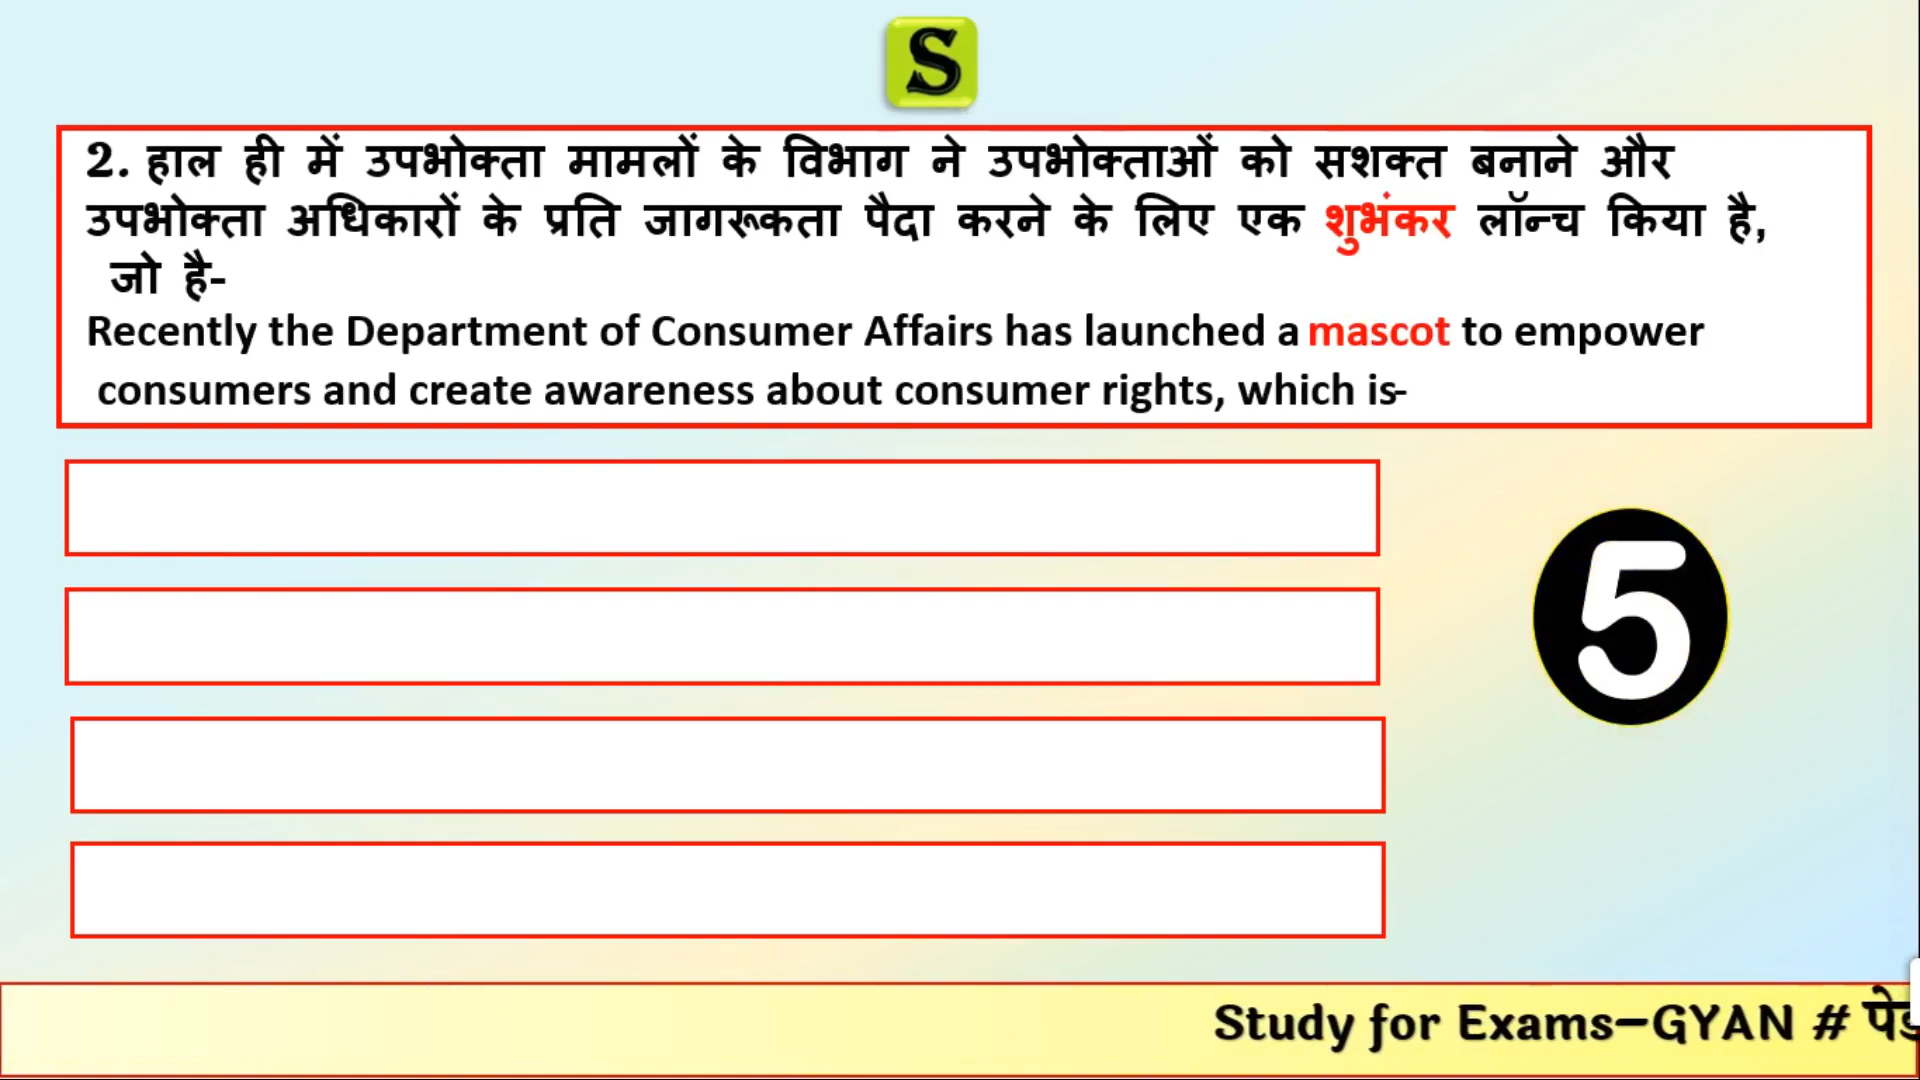 S
2. हाल ही में उपभोक्ता मामलों के विभाग ने उपभोक्ताओं को सशक्त बनाने और
उपभोक्ता अधिकारों के प्रति जागरूकता पैदा करने के लिए एक शुभंकर लॉन्च किया है,
जो है-
Recently the Department of Consumer Affairs has launched a mascot to empower
consumers and create awareness about consumer rights, which is-
5
Study for Exams–GYAN #